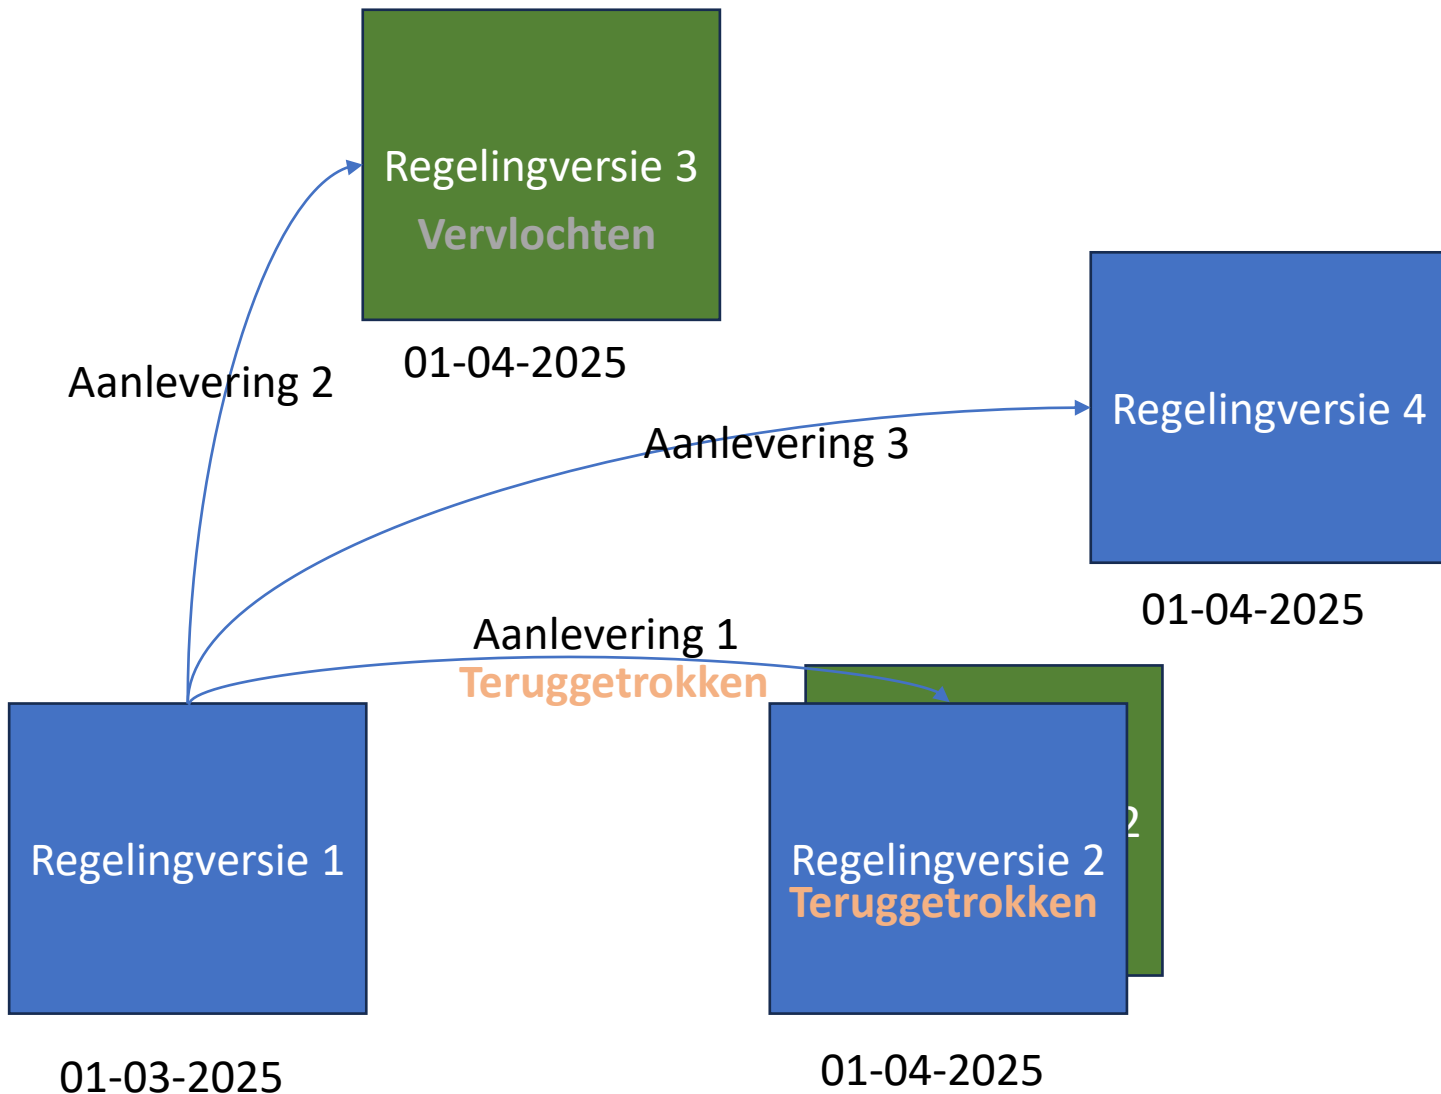 Regelingversie 3
Vervlochten
01-04-2025
Aanlevering 2
Regelingversie 4
Aanlevering 3
01-04-2025
Aanlevering 1
Teruggetrokken
Regelingversie 1
2
Regelingversie 2
Teruggetrokken
01-03-2025
01-04-2025